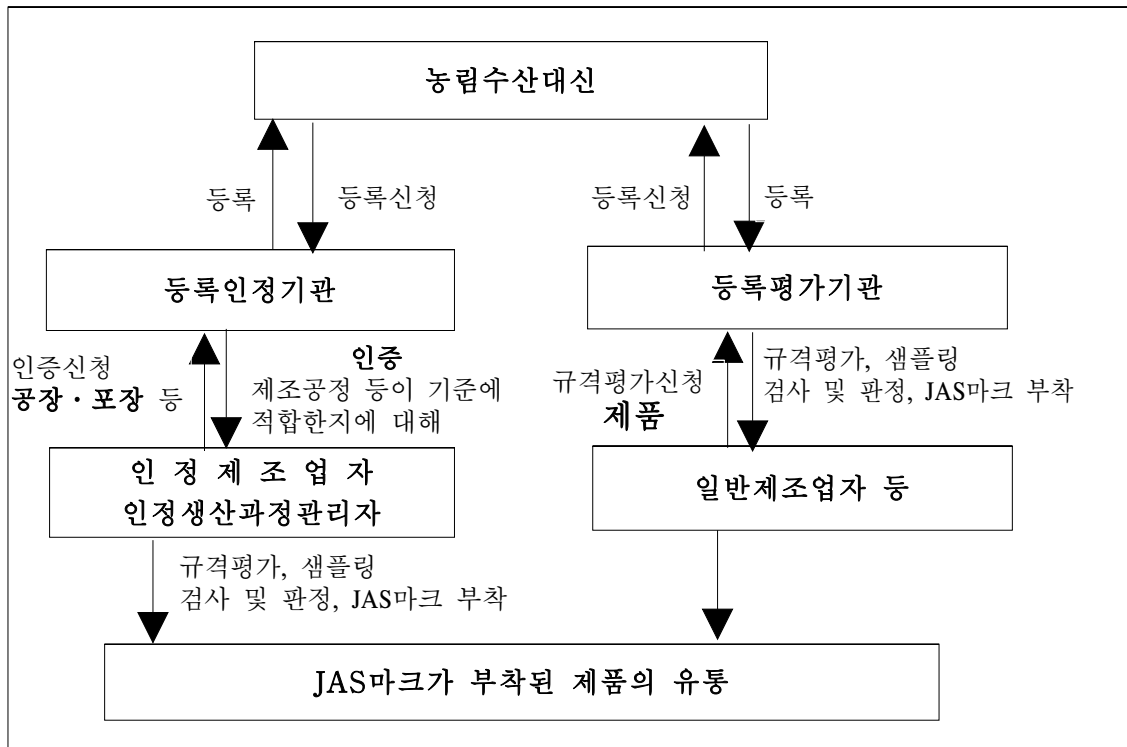 농림수산대신
등록
등록신청
등록신청
등록
등록인정기관
등록평가기관
인증신청
공장·포장 등
인증
제조공정 등이 기준에
적합한지에 대해
규격평가신청
제품
규격평가, 샘플링
검사 및 판정, JAS마크 부착
인 정 제 조 업 자
인정생산과정관리자
일반제조업자 등
규격평가, 샘플링
검사 및 판정, JAS마크 부착
JAS마크가 부착된 제품의 유통